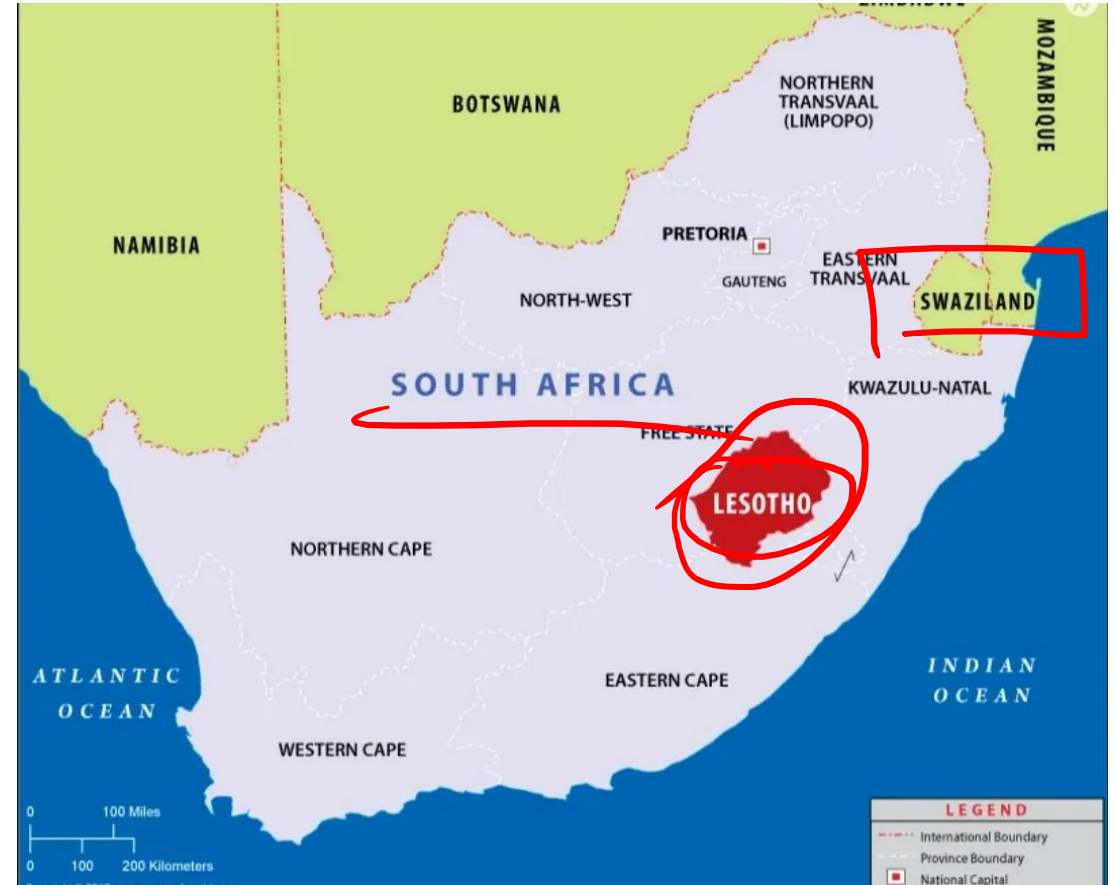 MOZAMBIQUE
NORTHERN
TRANSVAAL
(LIMPOPO)
BOTSWANA
NAMIBIA
PRETORIA
EASTERN
TRANSVAAL
GAUTENG
NORTH-WEST
SWAZILAND
SOUTH AFRICA
KWAZULU-NATAL
FREE STATE
LESOTHO
NORTHERN CAPE
ATLANTIC
OCEAN
EASTERN CAPE
INDIAN
OCEAN
WESTERN CAPE
0 100 Miles
0 100 200 Kilometers
LEGEND
International Boundary
Province Boundary
National Capital